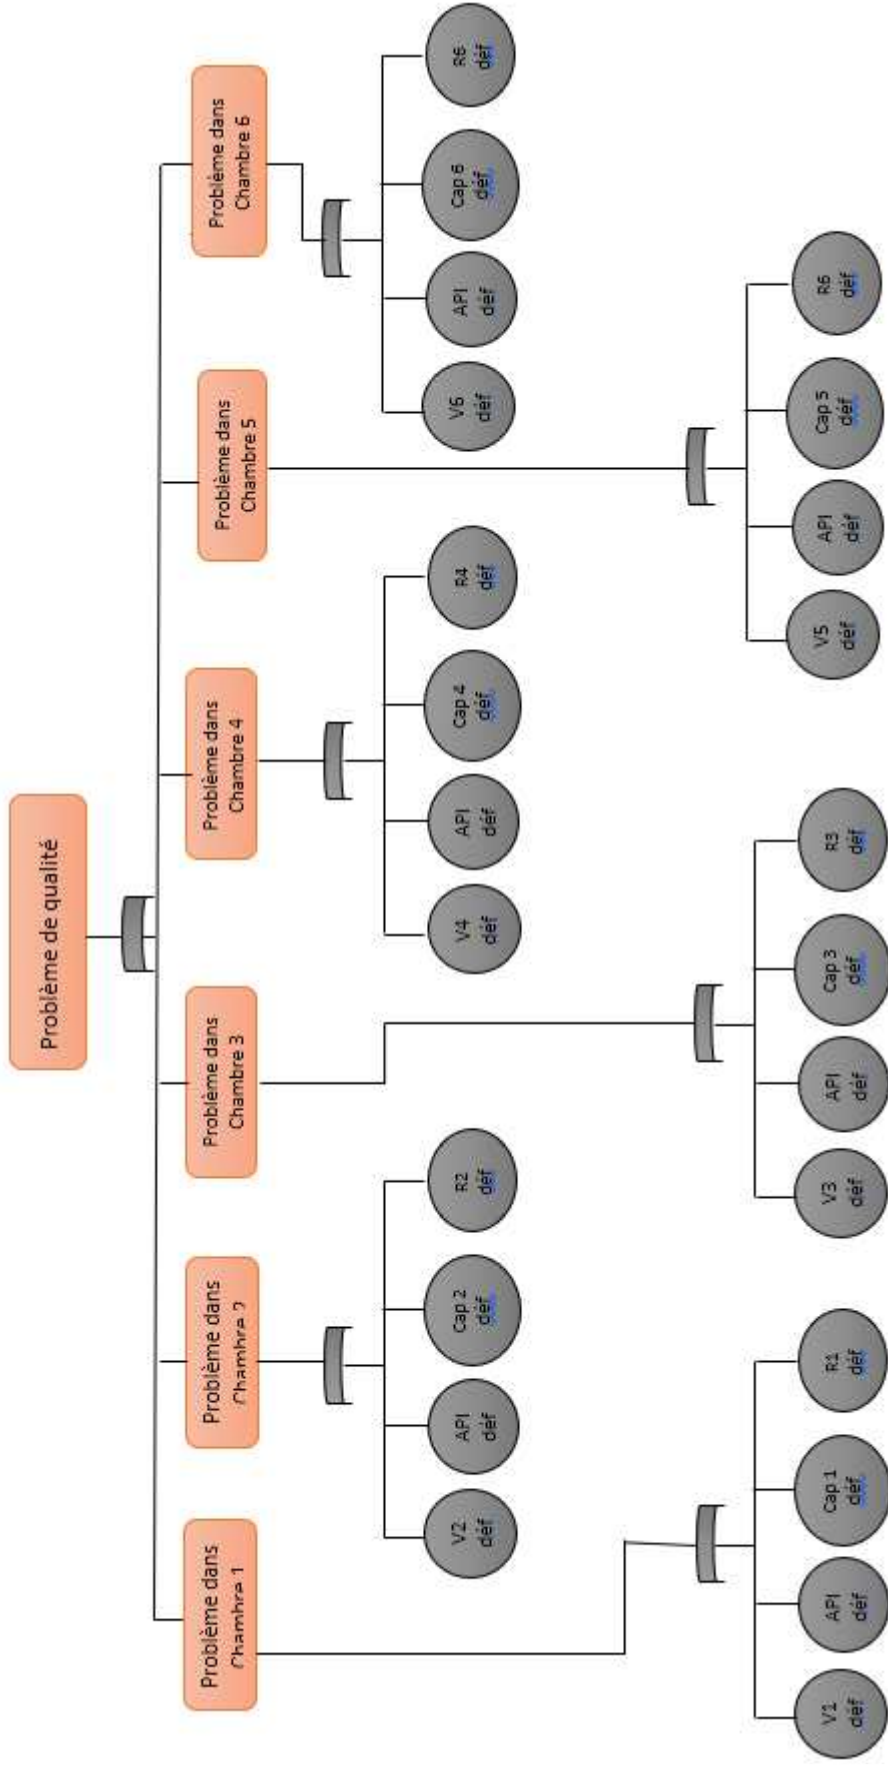 Problème de qualité
Problème dans
Chambre 1
Problème dans
Chambre 2
Problème dans
Chambre 3
Problème dans
Chambre 4
Problème dans
Chambre 5
Problème dans
Chambre 6
V2
déf
API
déf
Cap 2
déf
R2
déf
V4
déf
API
déf
Cap 4
déf
R4
déf
V6
déf
API
déf
Cap 6
déf
R6
déf
V1
déf
API
déf
Cap 1
déf
R1
déf
V3
déf
API
déf
Cap 3
déf
R3
déf
V5
déf
API
déf
Cap 5
déf
R6
déf